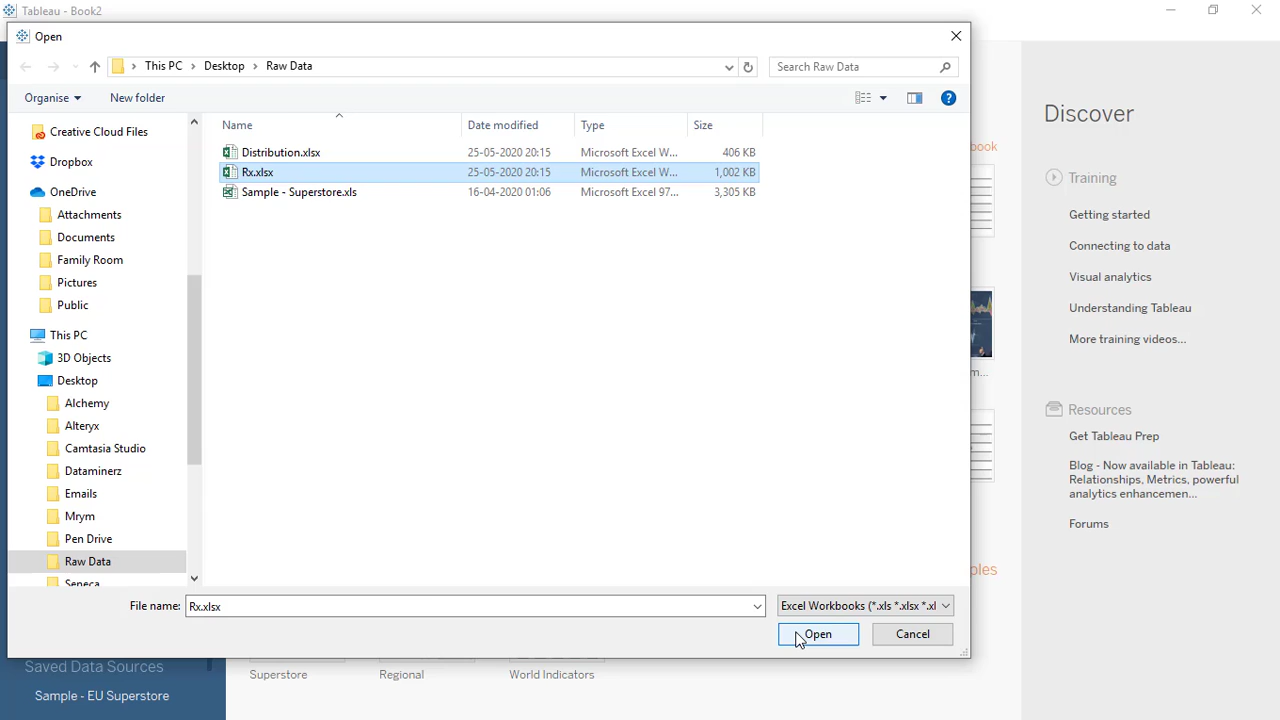 Tableau - Book2
Open
This PC > Desktop > Raw Data
Search Raw Data
Organise
New folder
Name
Date modified
Type
Size
Distribution.xlsx 25-05-2020 20:15 Microsoft Excel W... 406 KB
Rx.xlsx 25-05-2020 20:15 Microsoft Excel W... 1,002 KB
Sample - Superstore.xls 16-04-2020 01:06 Microsoft Excel 97... 3,305 KB
Creative Cloud Files
Dropbox
OneDrive
Attachments
Documents
Family Room
Pictures
Public
This PC
3D Objects
Desktop
Alchemy
Alteryx
Camtasia Studio
Dataminerz
Emails
Mrym
Pen Drive
Raw Data
Seneca
File name:
Rx.xlsx
Excel Workbooks (*.xls *.xlsx *.xl
Open
Cancel
Saved Data Sources
Sample - EU Superstore
Superstore
Regional
World Indicators
ook
m...
ples
Discover
Training
Getting started
Connecting to data
Visual analytics
Understanding Tableau
More training videos...
Resources
Get Tableau Prep
Blog - Now available in Tableau:
Relationships, Metrics, powerful
analytics enhancemen...
Forums